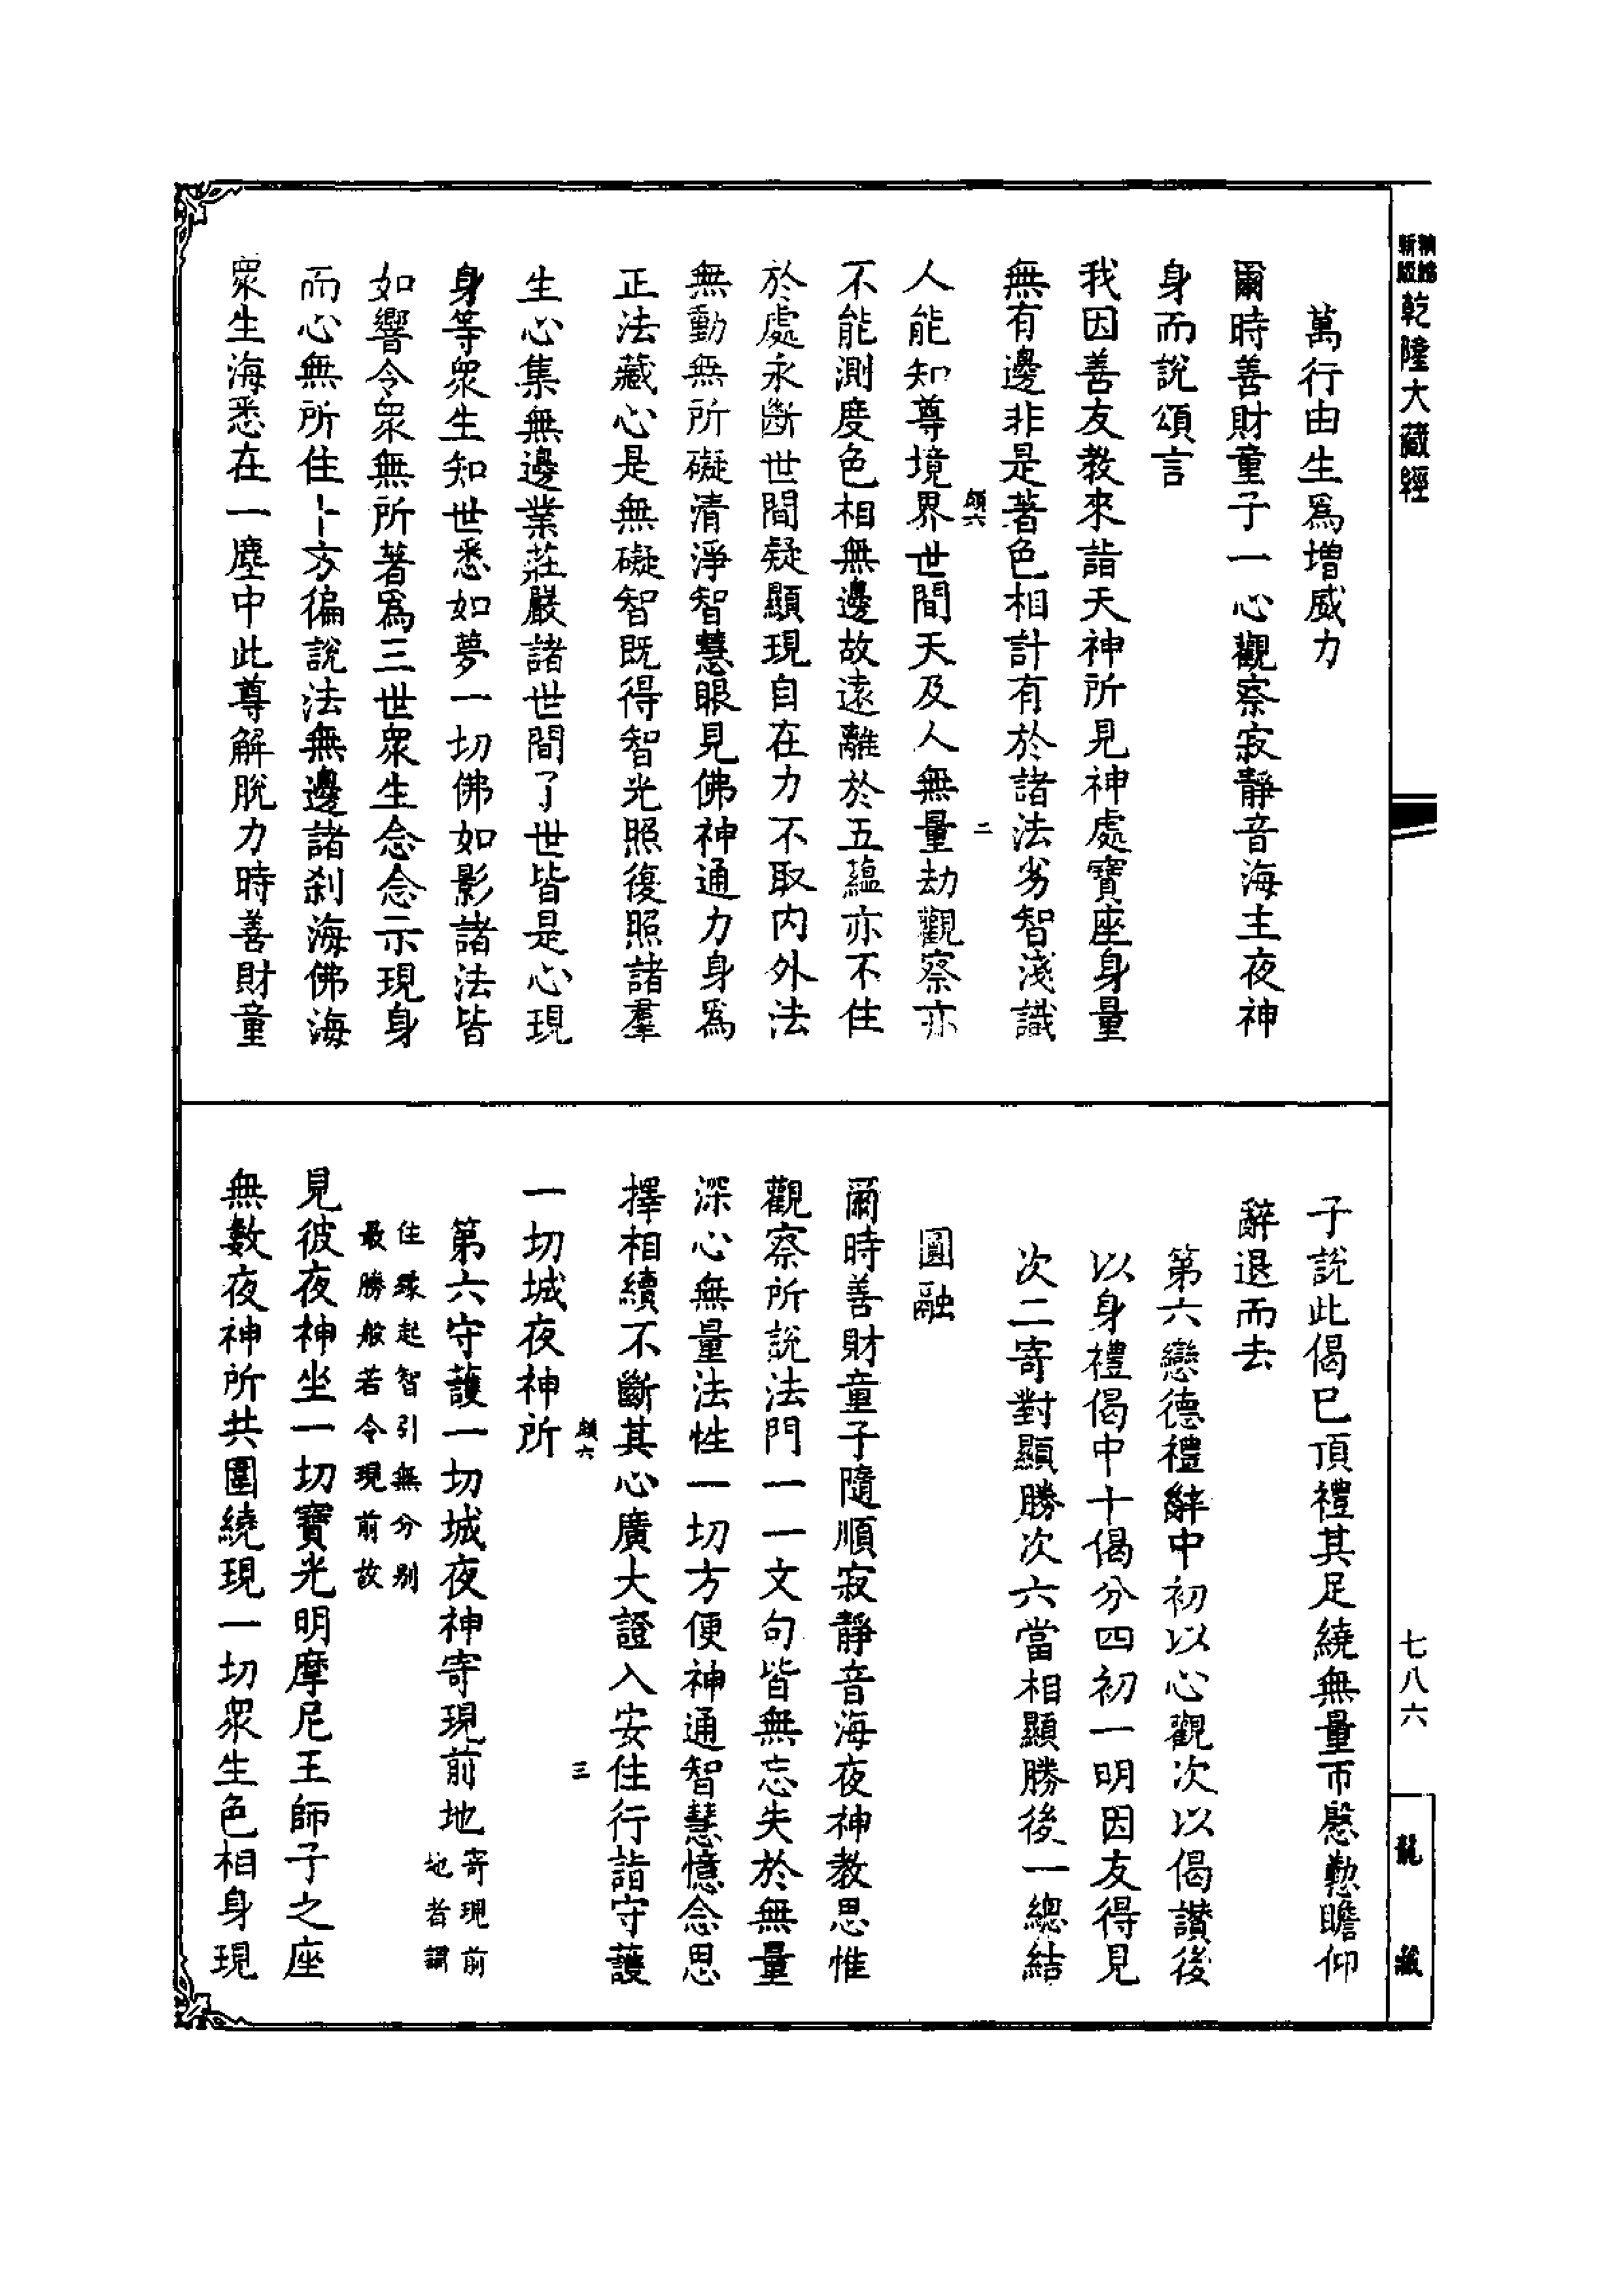 乾隆大藏經
七八六
龍藏
萬行由生爲增威力
爾時善財童子一心觀察寂靜音海主夜神
身而說頌言
我因善友教來詣天神所見神處寶座身量
無有邊非是著色相計有於諸法劣智淺識
二
人能知尊境界世間天及人無量劫觀察亦
不能測度色相無邊故遠離於五蘊亦不住
於處永斷世間疑顯現自在力不取內外法
無動無所礙清淨智慧眼見佛神通力身爲
正法藏心是無礙智既得智光照復照諸羣
生心集無邊業莊嚴諸世間了世皆是心現
身等衆生知世悉如夢一切佛如影諸法皆
如響令衆無所著爲三世衆生念念示現身
而心無所住十方徧說法無邊諸刹海佛海
衆生海悉在一塵中此尊解脫力時善財童
子說此偈巳頂禮其足繞無量帀慇懃瞻仰
辭退而去
第六戀德禮辭中初以心觀次以偈讚後
以身禮偈中十偈分四初一明因友得見
次二寄對顯勝次六當相顯勝後一總結
圓融
爾時善財童子隨順寂靜音海夜神教思惟
觀察所說法門一一文句皆無忘失於無量
深心無量法性一切方便神通智慧憶念思
擇相續不斷其心廣大證入安住行詣守護
三
一切城夜神所
第六守護一切城夜神寄現前地寄現前地者謂
住緣起智引無分別最勝般若令現前故
見彼夜神坐一切寶光明摩尼王師子之座
無數夜神所共圍繞現一切衆生色相身現